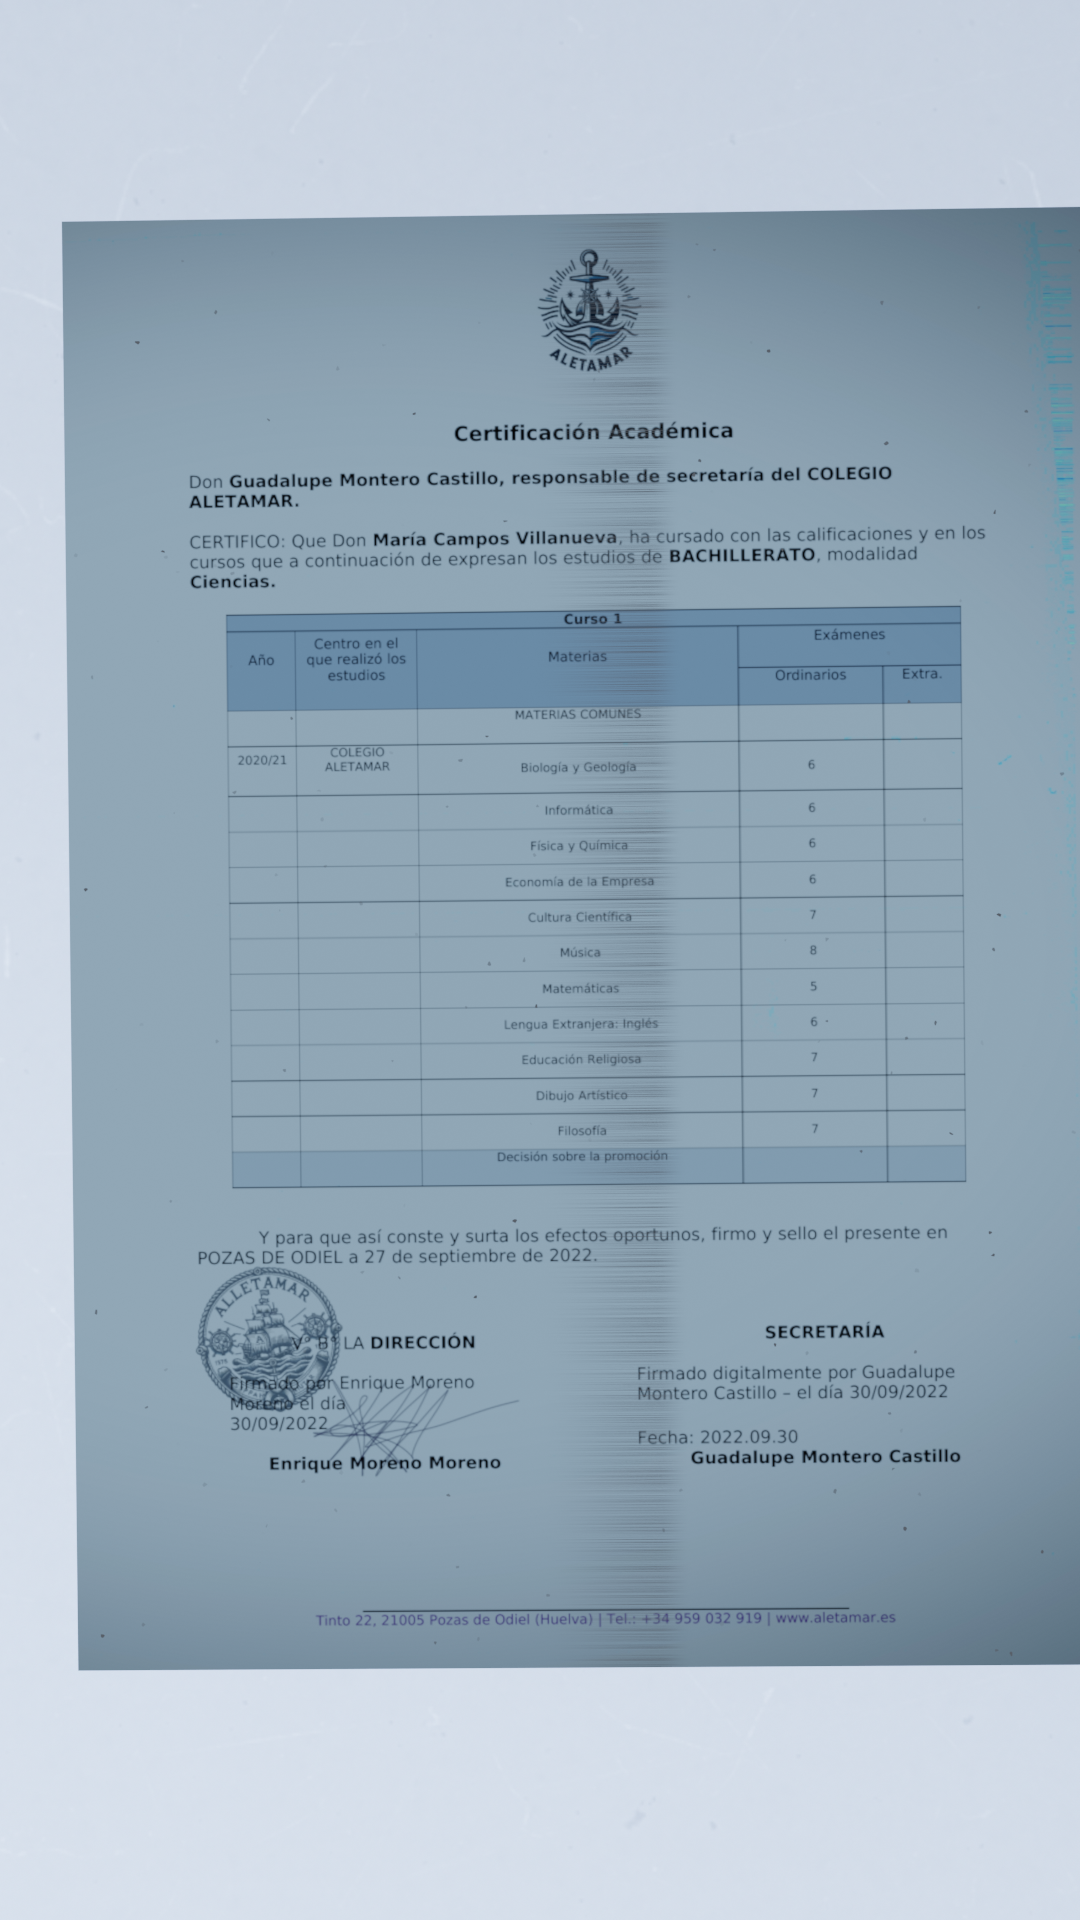 ALETAMAR
Certificación Académica
Don Guadalupe Montero Castillo, responsable de secretaría del COLEGIO
ALETAMAR.
CERTIFICO: Que Don María Campos Villanueva, ha cursado con las calificaciones y en los
cursos que a continuación de expresan los estudios de BACHILLERATO, modalidad
Ciencias.
Curso 1
Año Centro en el que realizó los estudios Materias Exámenes
Ordinarios Extra.
MATERIAS COMUNES
2020/21 COLEGIO ALETAMAR Biología y Geología 6
Informática 6
Física y Química 6
Economía de la Empresa 6
Cultura Científica 7
Música 8
Matemáticas 5
Lengua Extranjera: Inglés 6
Educación Religiosa 7
Dibujo Artístico 7
Filosofía 7
Decisión sobre la promoción
Y para que así conste y surta los efectos oportunos, firmo y sello el presente en
POZAS DE ODIEL a 27 de septiembre de 2022.
ALLETAMAR
Vº Bº LA DIRECCIÓN
Firmado por Enrique Moreno
Moreno el día
30/09/2022
Enrique Moreno Moreno
SECRETARÍA
Firmado digitalmente por Guadalupe
Montero Castillo – el día 30/09/2022
Fecha: 2022.09.30
Guadalupe Montero Castillo
Tinto 22, 21005 Pozas de Odiel (Huelva) | Tel.: +34 959 032 919 | www.aletamar.es